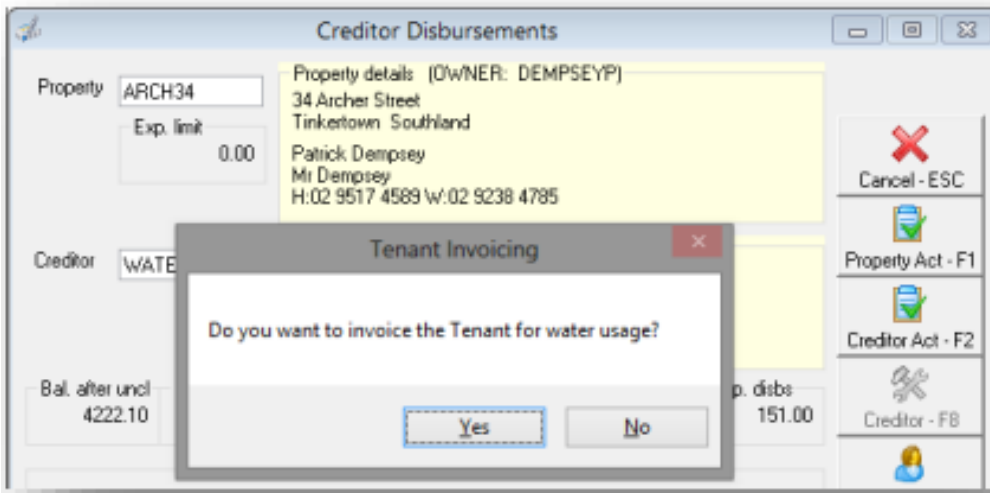 Creditor Disbursements
Property
ARCH34
Exp. limit
0.00
Property details (OWNER: DEMPSEYP)
34 Archer Street
Tinkertown Southland
Patrick Dempsey
Mr Dempsey
H:02 9517 4589 W:02 9238 4785
Cancel - ESC
Property Act - F1
Creditor Act - F2
Creditor - F8
Creditor
WATE
Tenant Invoicing
Do you want to invoice the Tenant for water usage?
Yes
No
Bal. after uncl
4222.10
p. disbs
151.00